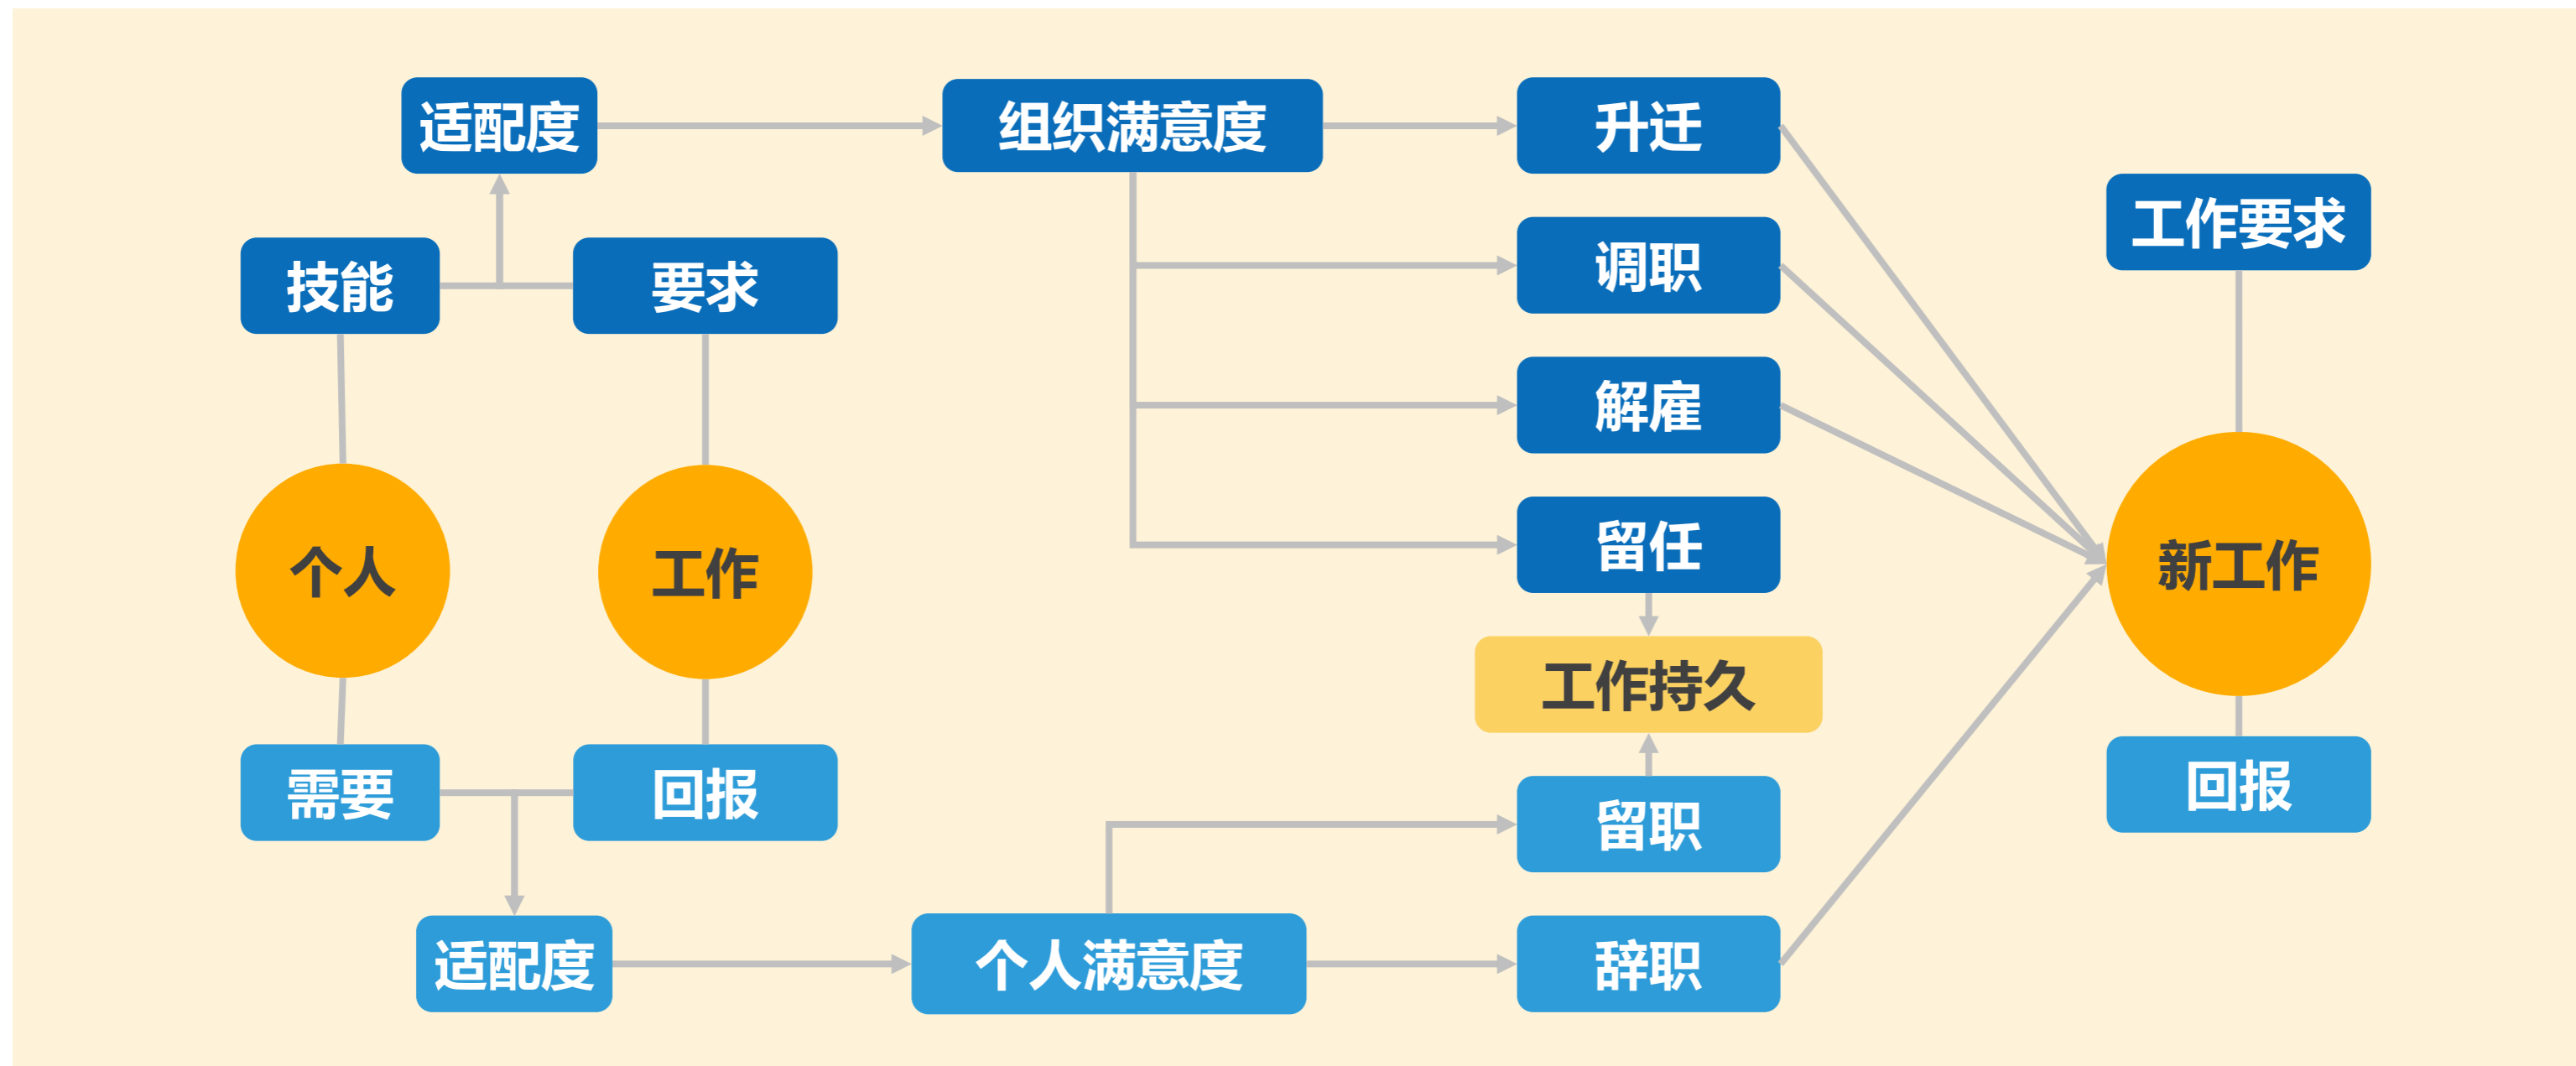 适配度
组织满意度
升迁
技能
要求
调职
工作要求
解雇
个人
工作
留任
新工作
工作持久
需要
回报
留职
回报
适配度
个人满意度
辞职